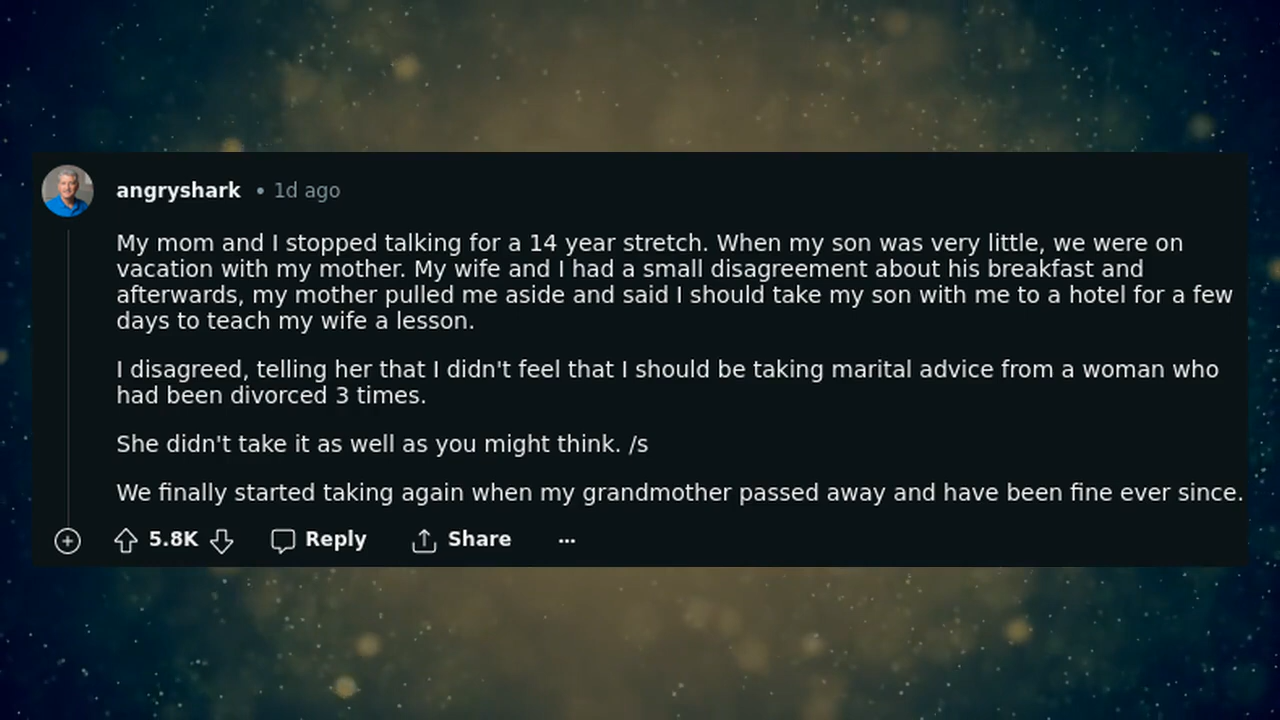 angryshark • 1d ago
My mom and I stopped talking for a 14 year stretch. When my son was very little, we were on
vacation with my mother. My wife and I had a small disagreement about his breakfast and
afterwards, my mother pulled me aside and said I should take my son with me to a hotel for a few
days to teach my wife a lesson.
I disagreed, telling her that I didn't feel that I should be taking marital advice from a woman who
had been divorced 3 times.
She didn't take it as well as you might think. /s
We finally started taking again when my grandmother passed away and have been fine ever since.
5.8K Reply Share ...